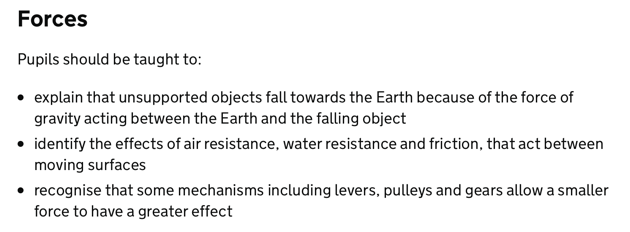 Forces
Pupils should be taught to:
• explain that unsupported objects fall towards the Earth because of the force of
gravity acting between the Earth and the falling object
• identify the effects of air resistance, water resistance and friction, that act between
moving surfaces
• recognise that some mechanisms including levers, pulleys and gears allow a smaller
force to have a greater effect